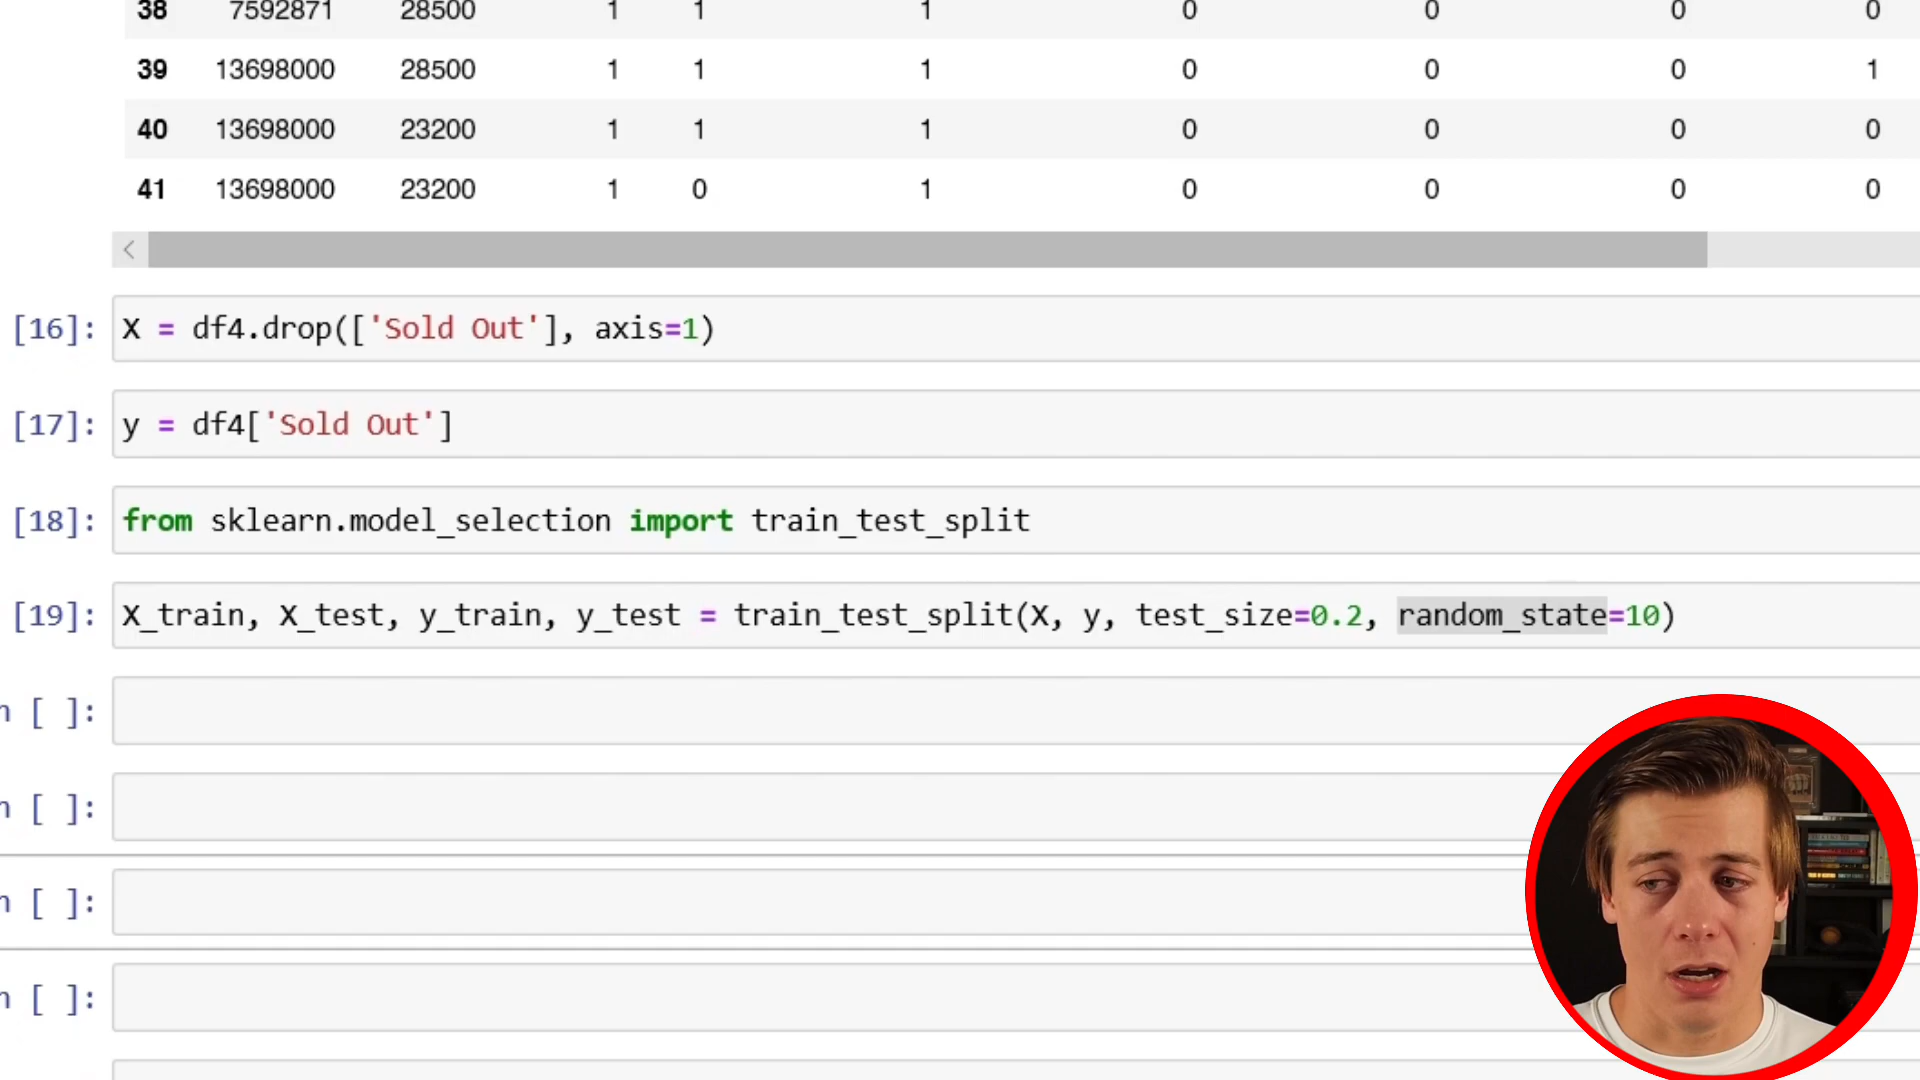 38 7592871 28500 1 1 1 0 0 0 0
39 13698000 28500 1 1 1 0 0 0 1
40 13698000 23200 1 1 1 0 0 0 0
41 13698000 23200 1 0 1 0 0 0 0
[16]: X = df4.drop(['Sold Out'], axis=1)
[17]: y = df4['Sold Out']
[18]: from sklearn.model_selection import train_test_split
[19]: X_train, X_test, y_train, y_test = train_test_split(X, y, test_size=0.2, random_state=10)
n [ ]:
n [ ]:
n [ ]:
n [ ]: